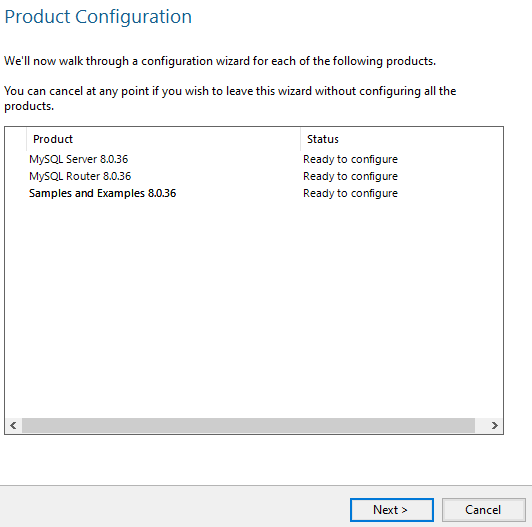 Product Configuration
We'll now walk through a configuration wizard for each of the following products.
You can cancel at any point if you wish to leave this wizard without configuring all the
products.
Product Status
MySQL Server 8.0.36 Ready to configure
MySQL Router 8.0.36 Ready to configure
Samples and Examples 8.0.36 Ready to configure
Next > Cancel